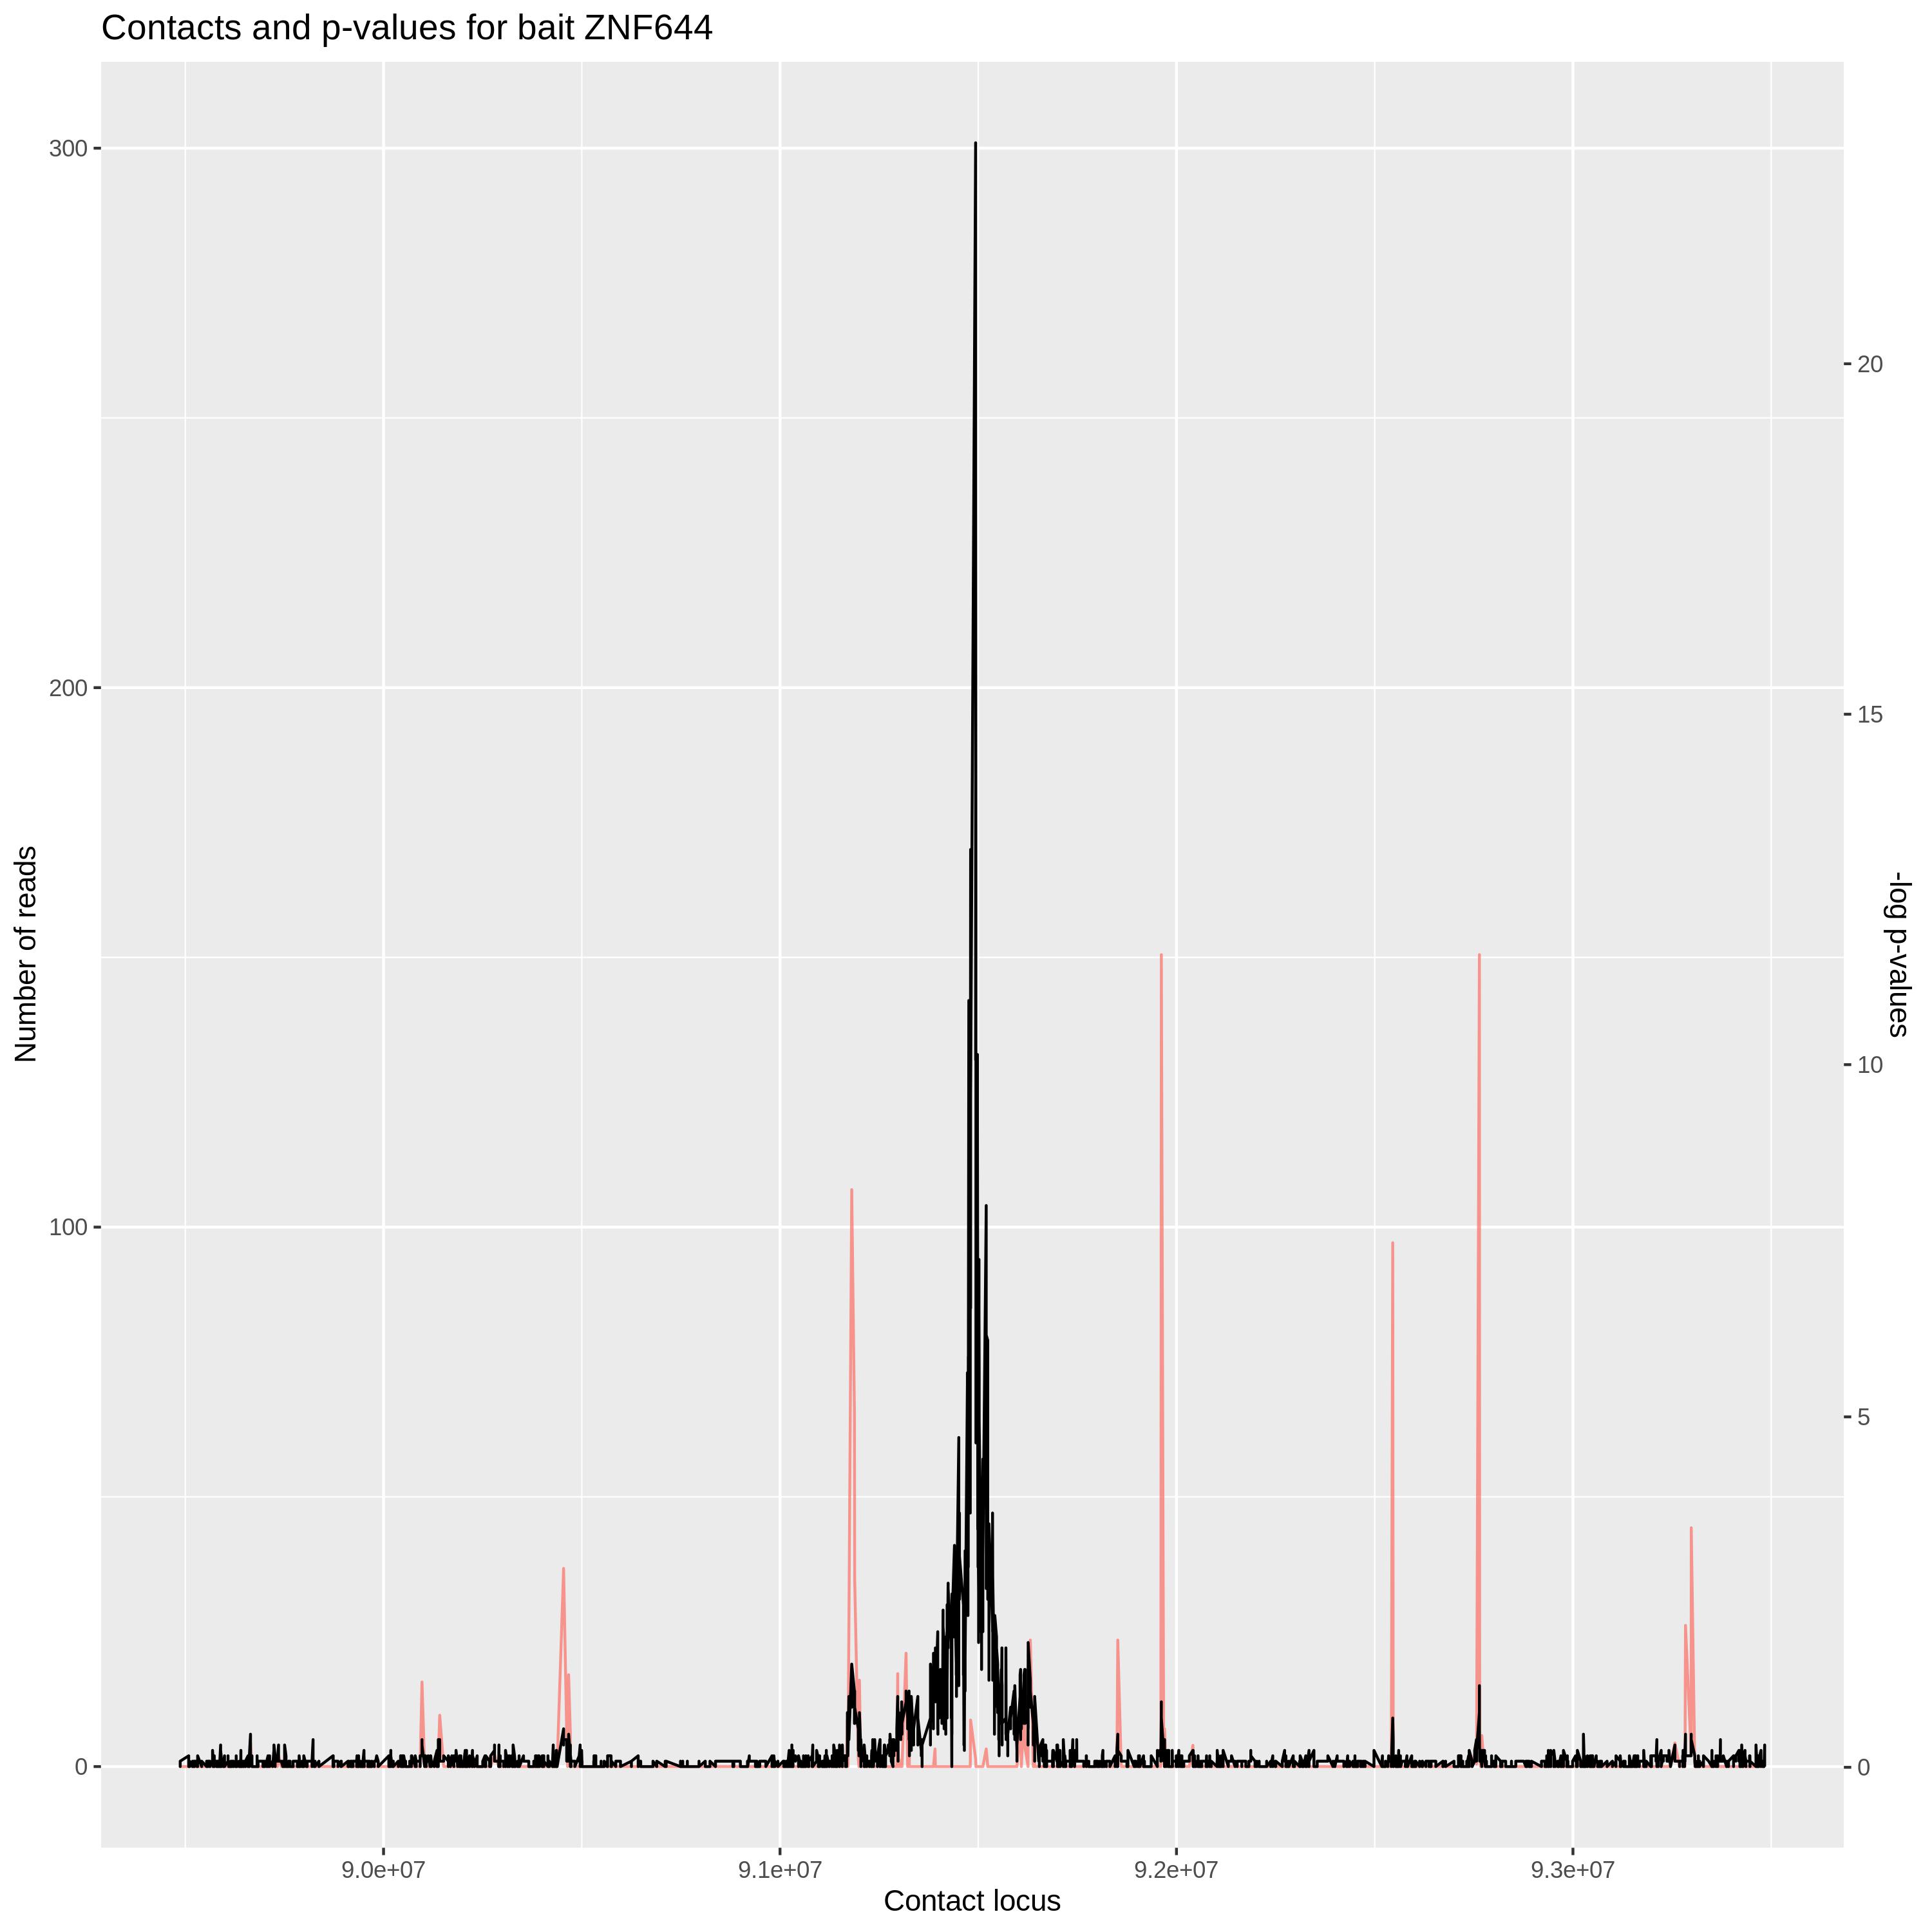 Contacts and p-values for bait ZNF644
300
200
100
0
Number of reads
20
15
10
5
0
-log p-values
9.0e+07
9.1e+07
9.2e+07
9.3e+07
Contact locus